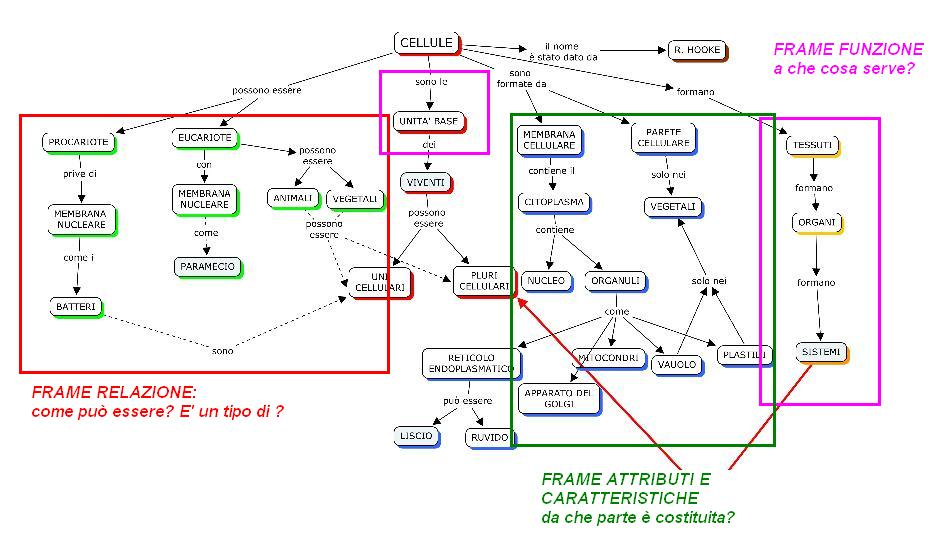 CELLULE
il nome
è stato dato da
R. HOOKE
FRAME FUNZIONE
a che cosa serve?
possono essere
sono le
sono
formate da
formano
PROCARIOTE
EUCARIOTE
UNITA' BASE
MEMBRANA
CELLULARE
PARETE
CELLULARE
TESSUTI
prive di
con
possono
essere
dei
contiene il
solo nei
formano
MEMBRANA
NUCLEARE
MEMBRANA
NUCLEARE
ANIMALI
VEGETALI
VIVENTI
CITOPLASMA
VEGETALI
ORGANI
come i
come
possono
essere
possono
essere
contiene
formano
BATTERI
PARAMECIO
UNI
CELLULARI
PLURI
CELLULARI
NUCLEO
ORGANULI
solo nei
sono
come
RETICOLO
ENDOPLASMATICO
MITOCONDRI
VAUOLO
PLASTIDI
SISTEMI
può essere
APPARATO DEL
GOLGI
LISCIO
RUVIDO
FRAME RELAZIONE:
come può essere? E' un tipo di ?
FRAME ATTRIBUTI E
CARATTERISTICHE
da che parte è costituita?